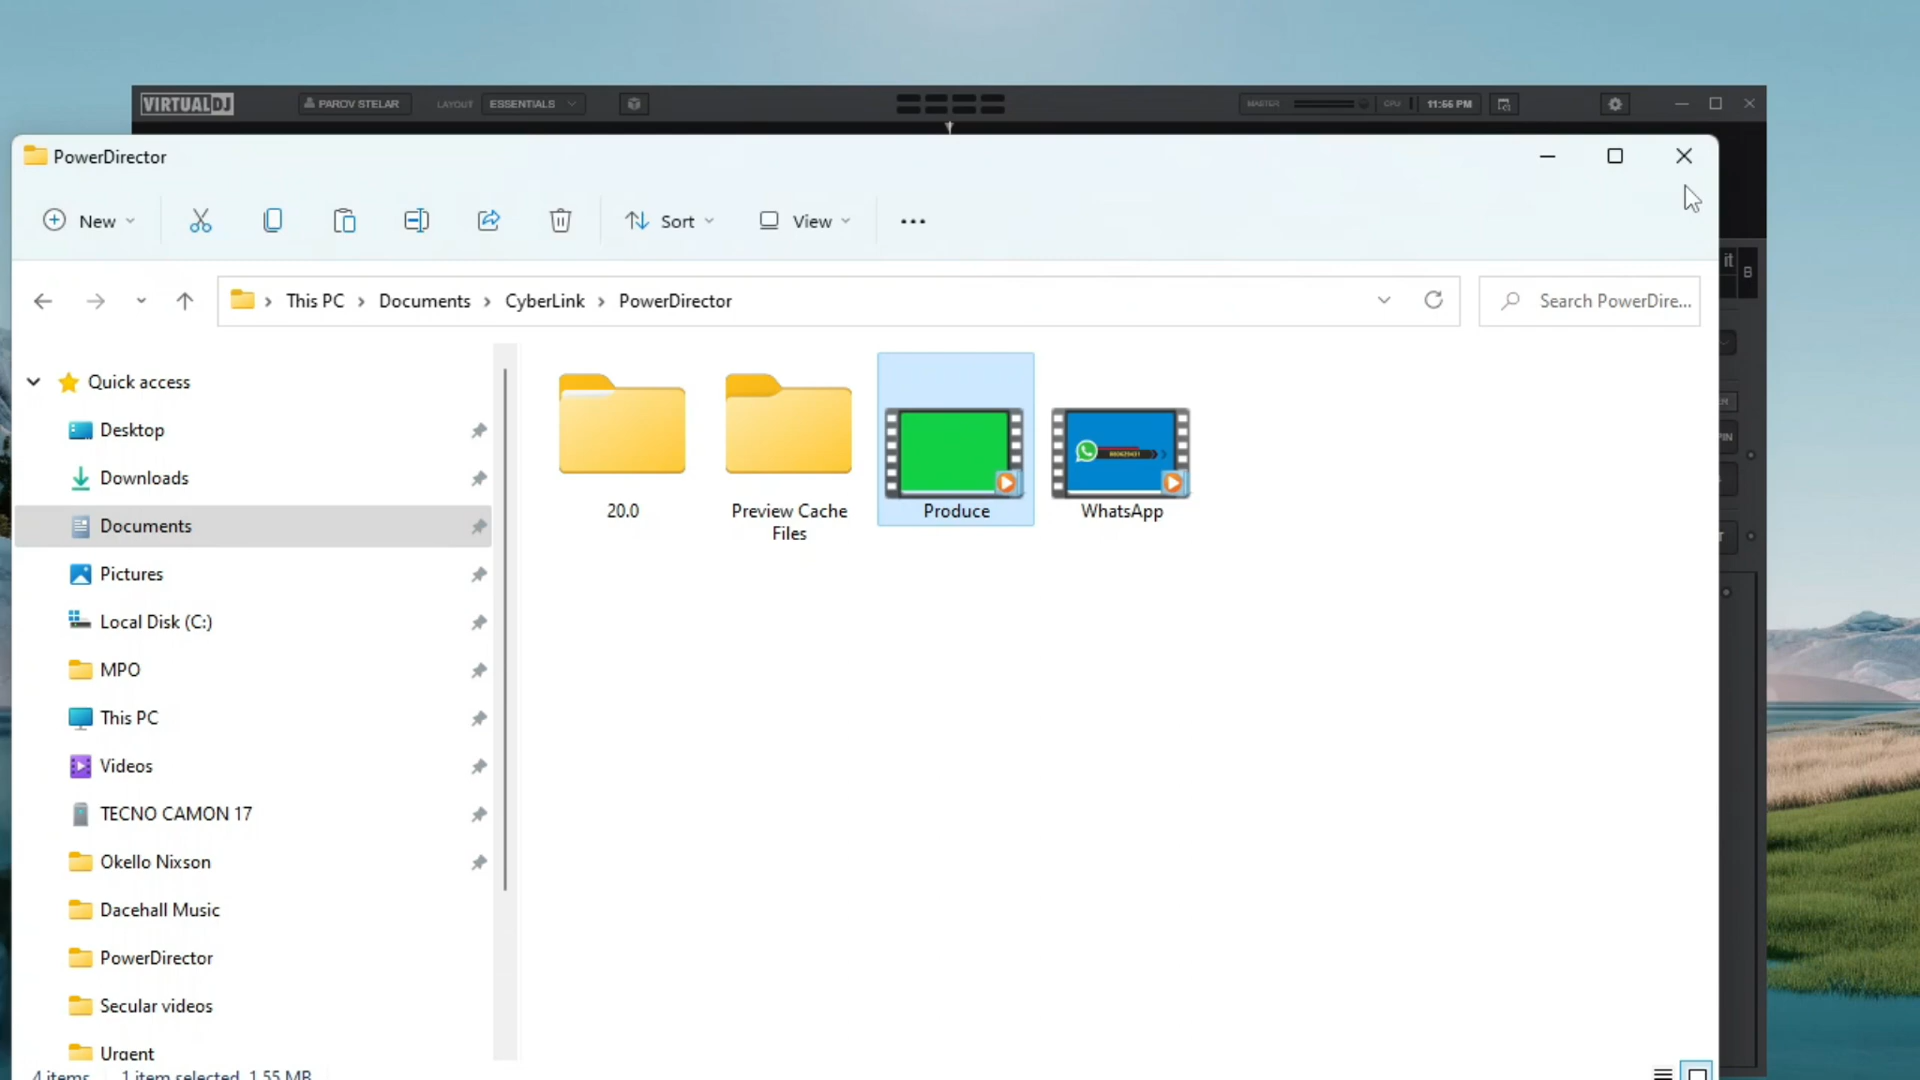 VIRTUALDJ PAROV STELAR LAYOUT ESSENTIALS MASTER CPU 11:56 PM
PowerDirector
New Sort View
This PC > Documents > CyberLink > PowerDirector
Search PowerDire...
Quick access
Desktop
Downloads
Documents
Pictures
Local Disk (C:)
MPO
This PC
Videos
TECNO CAMON 17
Okello Nixson
Dacehall Music
PowerDirector
Secular videos
Urgent
20.0
Preview Cache
Files
Produce
WhatsApp
it
B
4 items 1 item selected 1.55 MB